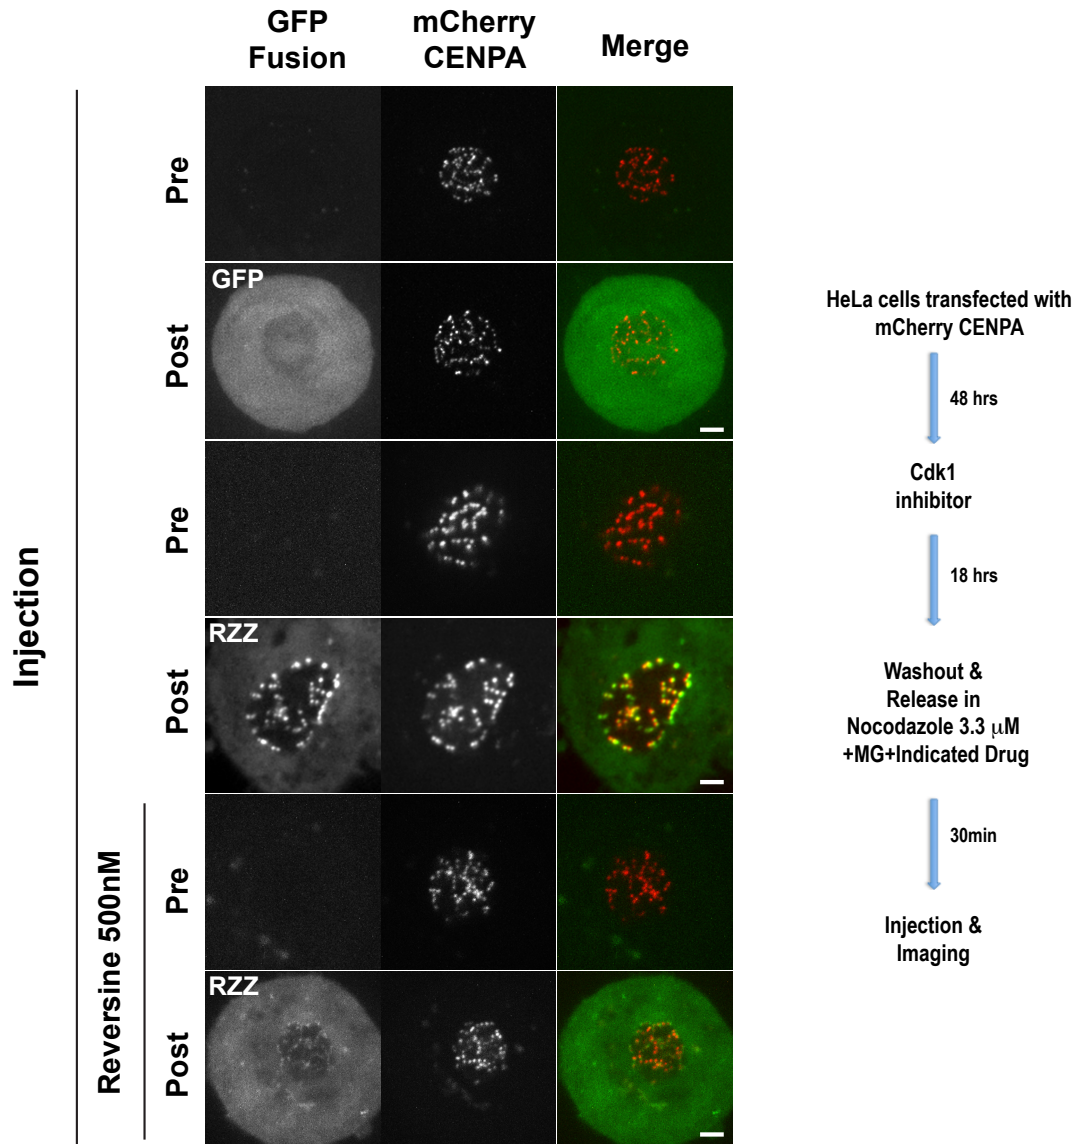 GFP
Fusion
mCherry
CENPA
Merge
Injection
Pre
GFP
Post
Pre
RZZ
Post
Reversine 500nM
Pre
RZZ
Post
HeLa cells transfected with
mCherry CENPA
48 hrs
Cdk1
inhibitor
18 hrs
Washout &
Release in
Nocodazole 3.3 μM
+MG+Indicated Drug
30min
Injection &
Imaging